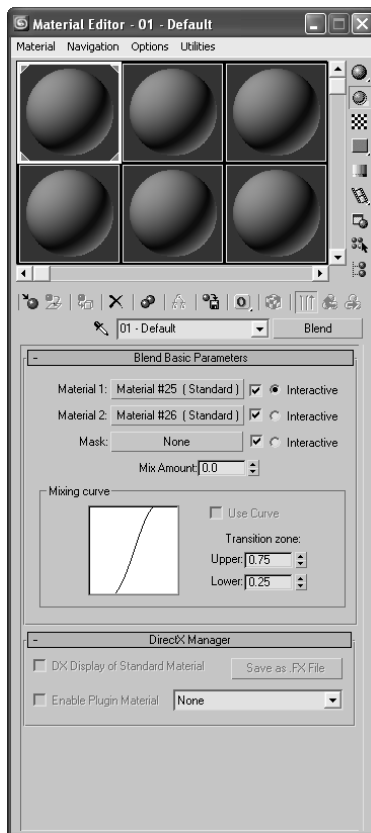 Material Editor - 01 - Default
Material Navigation Options Utilities
01 - Default Blend
- Blend Basic Parameters
Material 1: Material #25 ( Standard ) Interactive
Material 2: Material #26 ( Standard ) Interactive
Mask: None Interactive
Mix Amount: 0.0
Mixing curve
Use Curve
Transition zone:
Upper: 0.75
Lower: 0.25
- DirectX Manager
DX Display of Standard Material Save as .FX File
Enable Plugin Material None